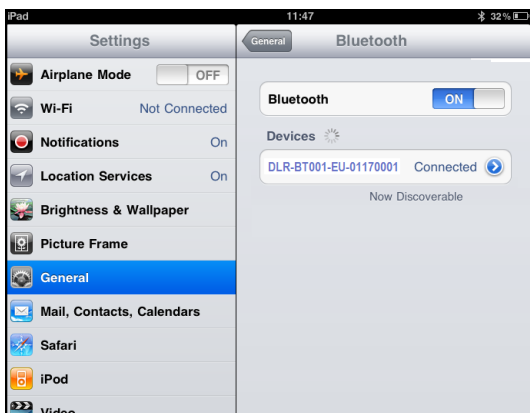 iPad 11:47 32%
Settings
General Bluetooth
Airplane Mode OFF
Wi-Fi Not Connected
Notifications On
Location Services On
Brightness & Wallpaper
Picture Frame
General
Mail, Contacts, Calendars
Safari
iPod
Video
Bluetooth ON
Devices
DLR-BT001-EU-01170001 Connected
Now Discoverable